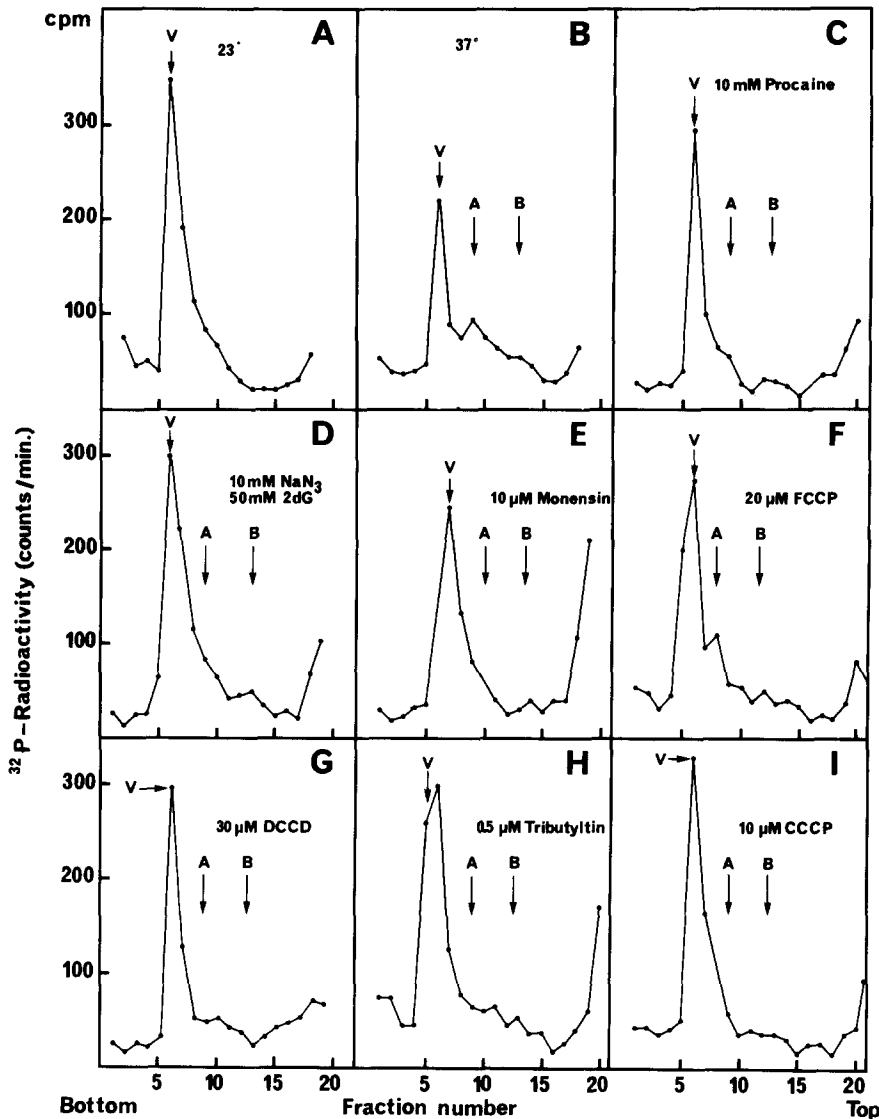 cpm
A
V
23°
B
37°
V
A
B
C
V
10 mM Procaine
A
B
300
200
100
D
V
10 mM NaN3
50 mM 2dG
A
B
E
V
10 µM Monensin
A
B
F
V
20 µM FCCP
A
B
300
200
100
G
V
30 µM DCCD
A
B
H
V
0.5 µM Tributyltin
A
B
I
V
10 µM CCCP
A
B
300
200
100
32P-Radioactivity (counts/min.)
5 10 15 20
5 10 15 20
5 10 15 20
Bottom
Fraction number
Top